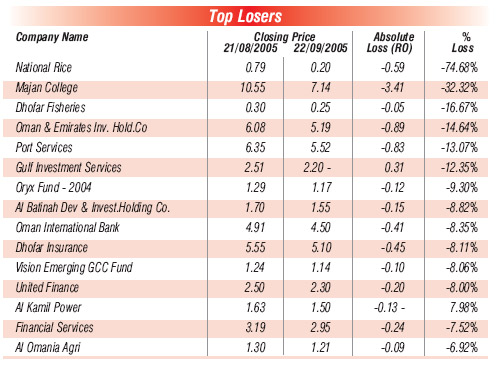 Top Losers
Company Name Closing Price Absolute %
21/08/2005 22/09/2005 Loss (RO) Loss
National Rice 0.79 0.20 -0.59 -74.68%
Majan College 10.55 7.14 -3.41 -32.32%
Dhofar Fisheries 0.30 0.25 -0.05 -16.67%
Oman & Emirates Inv. Hold.Co 6.08 5.19 -0.89 -14.64%
Port Services 6.35 5.52 -0.83 -13.07%
Gulf Investment Services 2.51 2.20 - 0.31 -12.35%
Oryx Fund - 2004 1.29 1.17 -0.12 -9.30%
Al Batinah Dev & Invest.Holding Co. 1.70 1.55 -0.15 -8.82%
Oman International Bank 4.91 4.50 -0.41 -8.35%
Dhofar Insurance 5.55 5.10 -0.45 -8.11%
Vision Emerging GCC Fund 1.24 1.14 -0.10 -8.06%
United Finance 2.50 2.30 -0.20 -8.00%
Al Kamil Power 1.63 1.50 -0.13 - 7.98%
Financial Services 3.19 2.95 -0.24 -7.52%
Al Omania Agri 1.30 1.21 -0.09 -6.92%